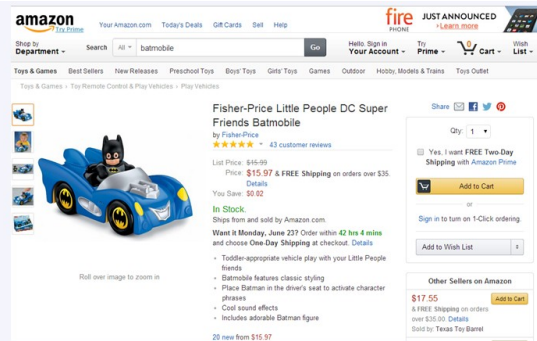 amazon
Try Prime
Your Amazon.com Today's Deals Gift Cards Sell Help
fire
PHONE
JUST ANNOUNCED
Learn more
Shop by
Department
Search All batmobile Go
Hello. Sign in
Your Account
Try
Prime
0
Cart
Wish
List
Toys & Games Best Sellers New Releases Preschool Toys Boys' Toys Girls' Toys Games Outdoor Hobby, Models & Trains Toys Outlet
Toys & Games › Toy Remote Control & Play Vehicles › Play Vehicles
Fisher-Price Little People DC Super
Friends Batmobile
by Fisher-Price
43 customer reviews
List Price: $15.99
Price: $15.97 & FREE Shipping on orders over $35.
Details
You Save: $0.02
In Stock.
Ships from and sold by Amazon.com.
Want it Monday, June 23? Order within 42 hrs 4 mins
and choose One-Day Shipping at checkout. Details
• Toddler-appropriate vehicle play with your Little People
friends
• Batmobile features classic styling
• Place Batman in the driver's seat to activate character
phrases
• Cool sound effects
• Includes adorable Batman figure
20 new from $15.97
Roll over image to zoom in
Share
Qty: 1
Yes, I want FREE Two-Day
Shipping with Amazon Prime
Add to Cart
or
Sign in to turn on 1-Click ordering.
Add to Wish List
Other Sellers on Amazon
$17.55
Add to Cart
& FREE Shipping on orders
over $35.00. Details
Sold by: Texas Toy Barrel